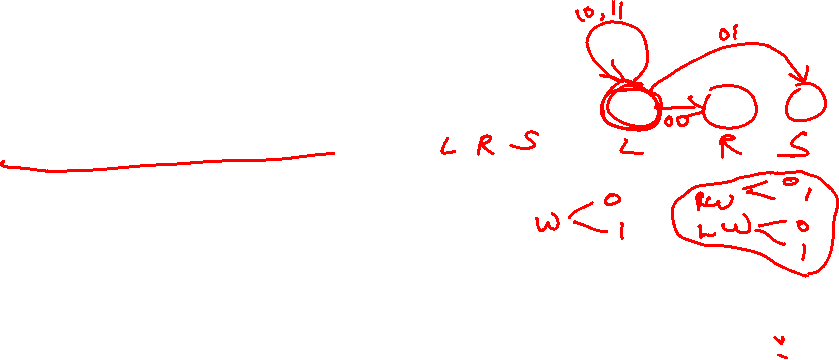 10, 11
01
00
L R S
L R S
W < 0
1
RW < 0
1
LW < 0
1